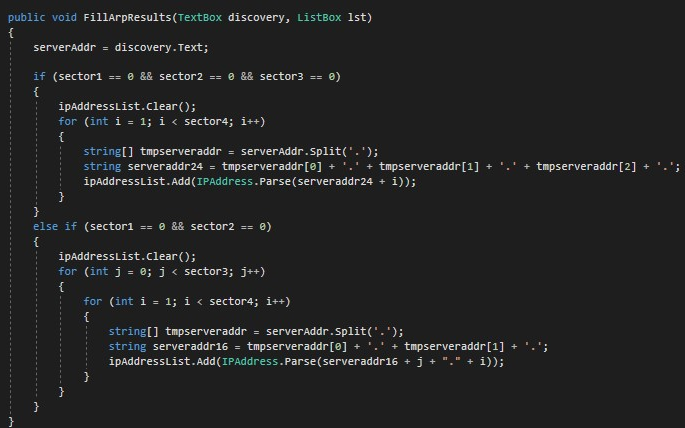 public void FillArpResults(TextBox discovery, ListBox lst)
{
    serverAddr = discovery.Text;

    if (sector1 == 0 && sector2 == 0 && sector3 == 0)
    {
        ipAddressList.Clear();
        for (int i = 1; i < sector4; i++)
        {
            string[] tmpserveraddr = serverAddr.Split('.');
            string serveraddr24 = tmpserveraddr[0] + '.' + tmpserveraddr[1] + '.' + tmpserveraddr[2] + '.';
            ipAddressList.Add(IPAddress.Parse(serveraddr24 + i));
        }
    }
    else if (sector1 == 0 && sector2 == 0)
    {
        ipAddressList.Clear();
        for (int j = 0; j < sector3; j++)
        {
            for (int i = 1; i < sector4; i++)
            {
                string[] tmpserveraddr = serverAddr.Split('.');
                string serveraddr16 = tmpserveraddr[0] + '.' + tmpserveraddr[1] + '.';
                ipAddressList.Add(IPAddress.Parse(serveraddr16 + j + "." + i));
            }
        }
    }
}